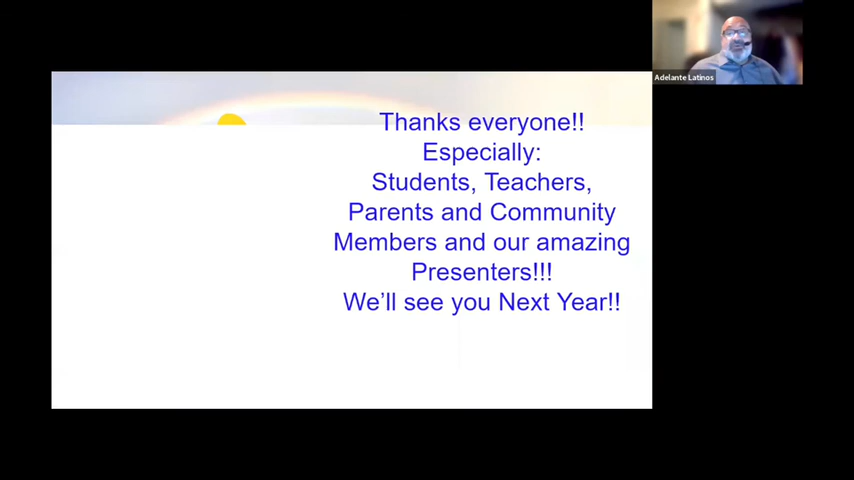 Adelante Latinos
Thanks everyone!!
Especially:
Students, Teachers,
Parents and Community
Members and our amazing
Presenters!!!
We’ll see you Next Year!!